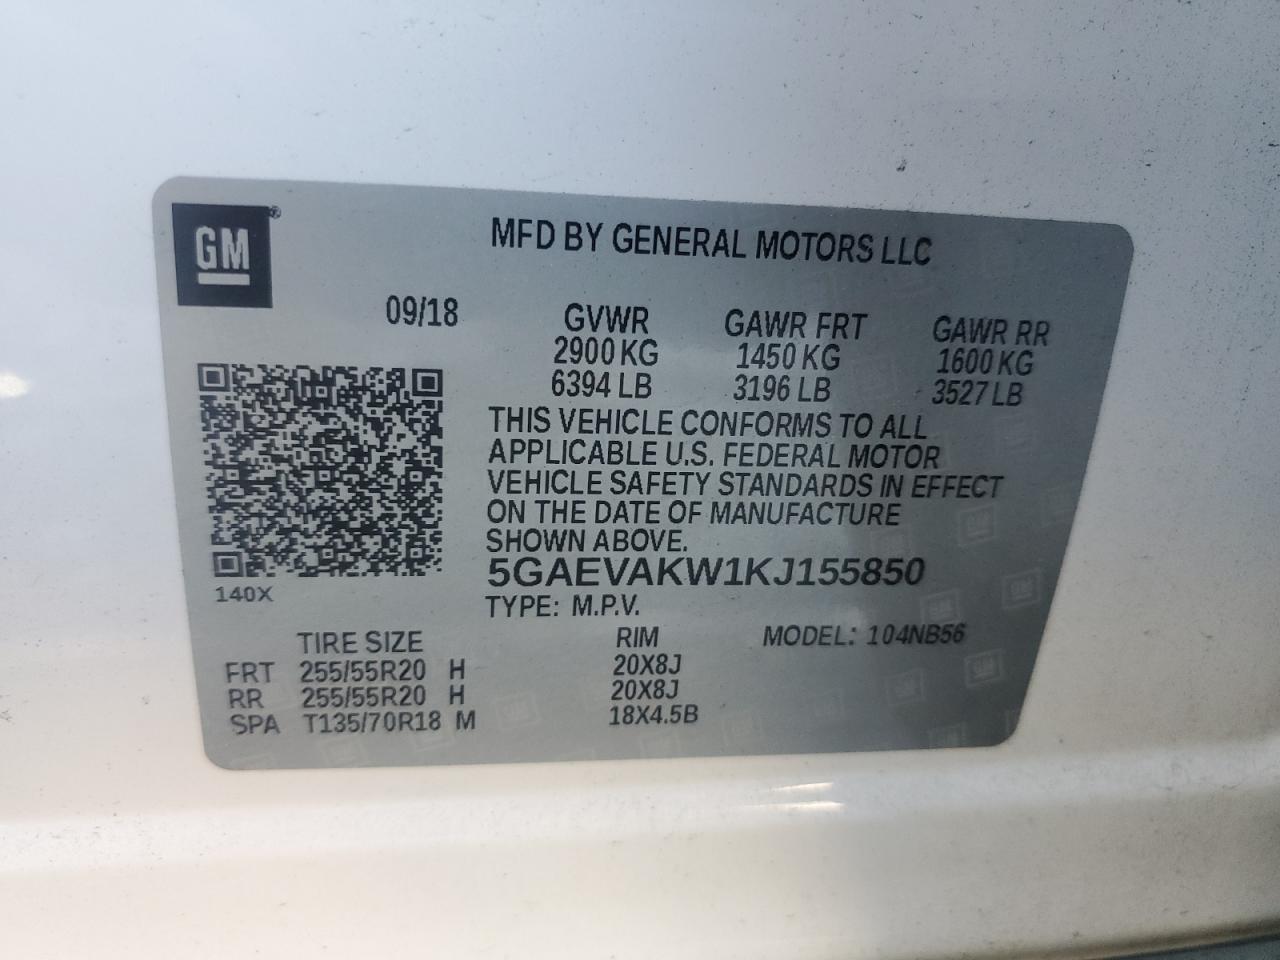 GM
MFD BY GENERAL MOTORS LLC
09/18 GVWR GAWR FRT GAWR RR
2900 KG 1450 KG 1600 KG
6394 LB 3196 LB 3527 LB
THIS VEHICLE CONFORMS TO ALL
APPLICABLE U.S. FEDERAL MOTOR
VEHICLE SAFETY STANDARDS IN EFFECT
ON THE DATE OF MANUFACTURE
SHOWN ABOVE.
5GAEVAKW1KJ155850
140X
TYPE: M.P.V.
TIRE SIZE RIM MODEL: 104NB56
FRT 255/55R20 H 20X8J
RR 255/55R20 H 20X8J
SPA T135/70R18 M 18X4.5B